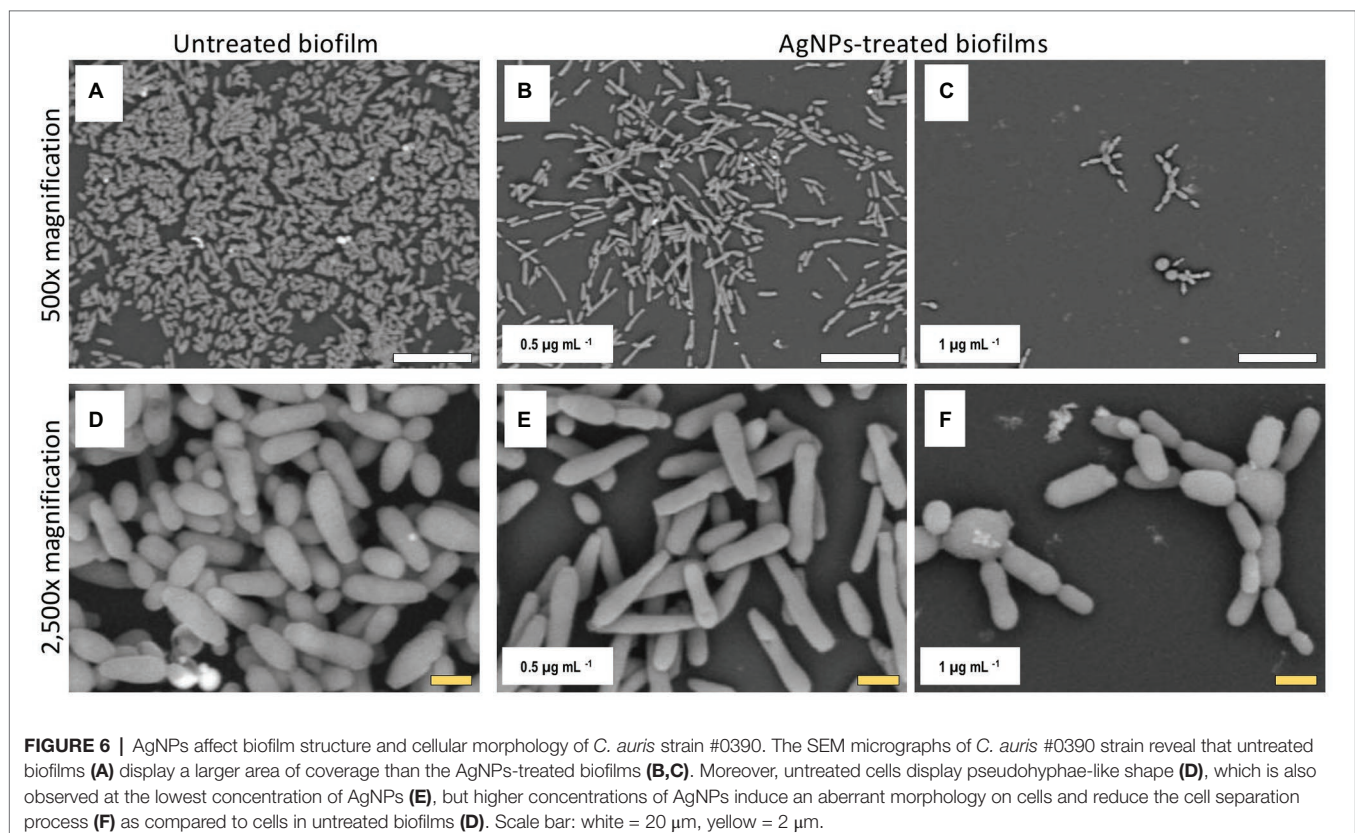 Untreated biofilm
AgNPs-treated biofilms
500x magnification
A
B
C
0.5 µg mL -1
1 µg mL -1
2,500x magnification
D
E
F
0.5 µg mL -1
1 µg mL -1
FIGURE 6 | AgNPs affect biofilm structure and cellular morphology of C. auris strain #0390. The SEM micrographs of C. auris #0390 strain reveal that untreated
biofilms (A) display a larger area of coverage than the AgNPs-treated biofilms (B,C). Moreover, untreated cells display pseudohyphae-like shape (D), which is also
observed at the lowest concentration of AgNPs (E), but higher concentrations of AgNPs induce an aberrant morphology on cells and reduce the cell separation
process (F) as compared to cells in untreated biofilms (D). Scale bar: white = 20 μm, yellow = 2 μm.